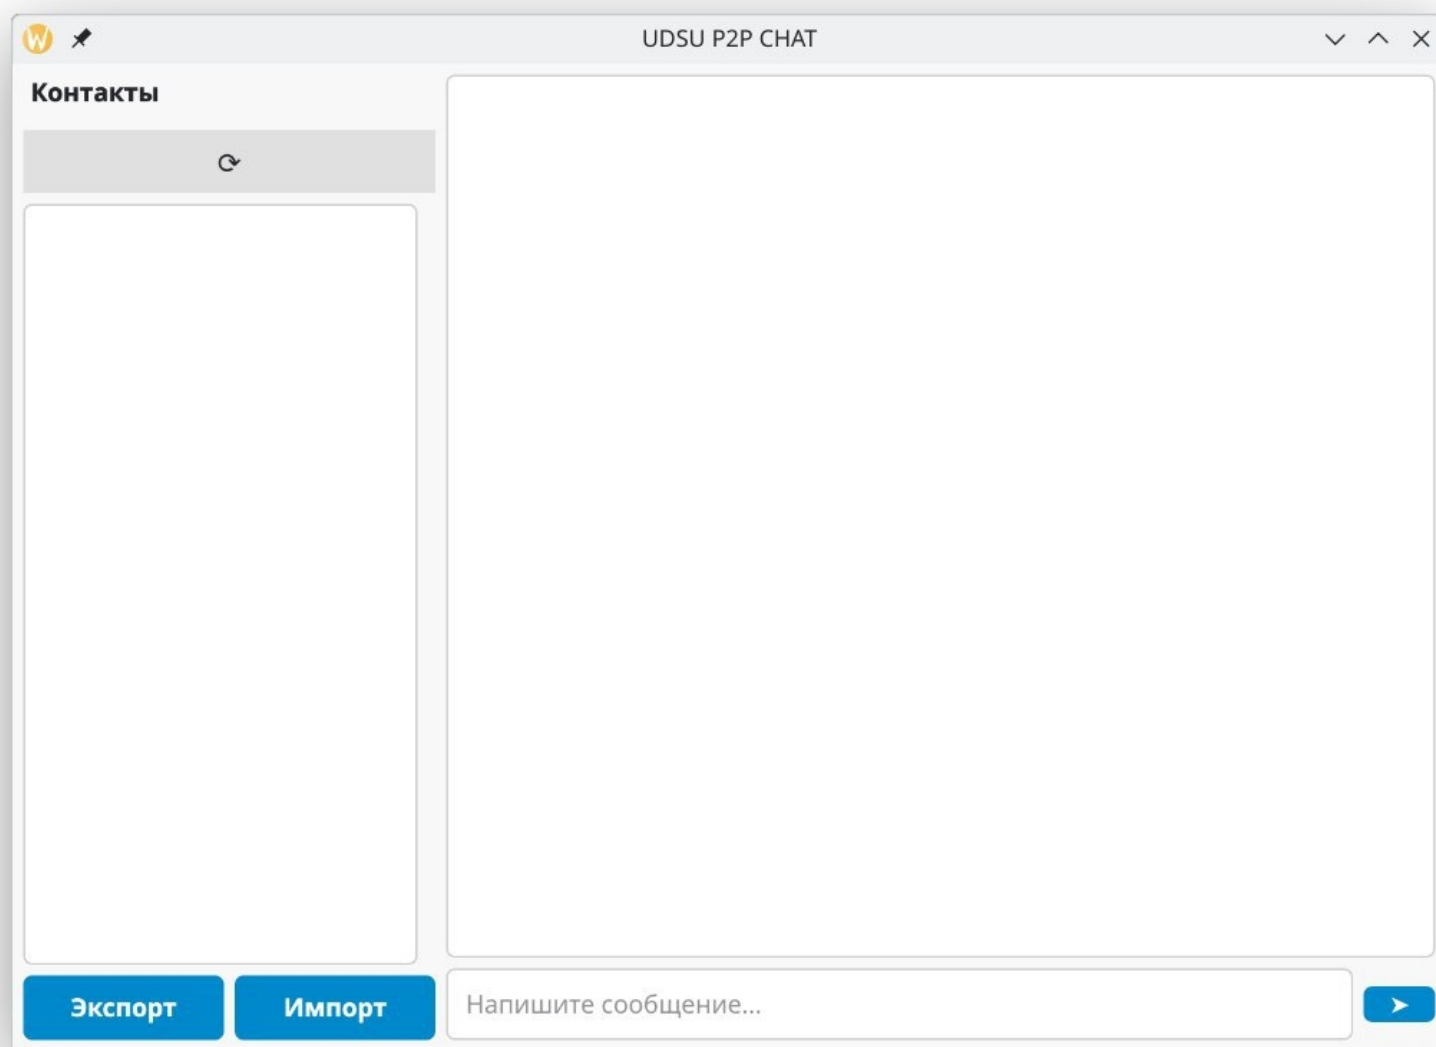 UDSU P2P CHAT
Контакты
Экспорт
Импорт
Напишите сообщение...